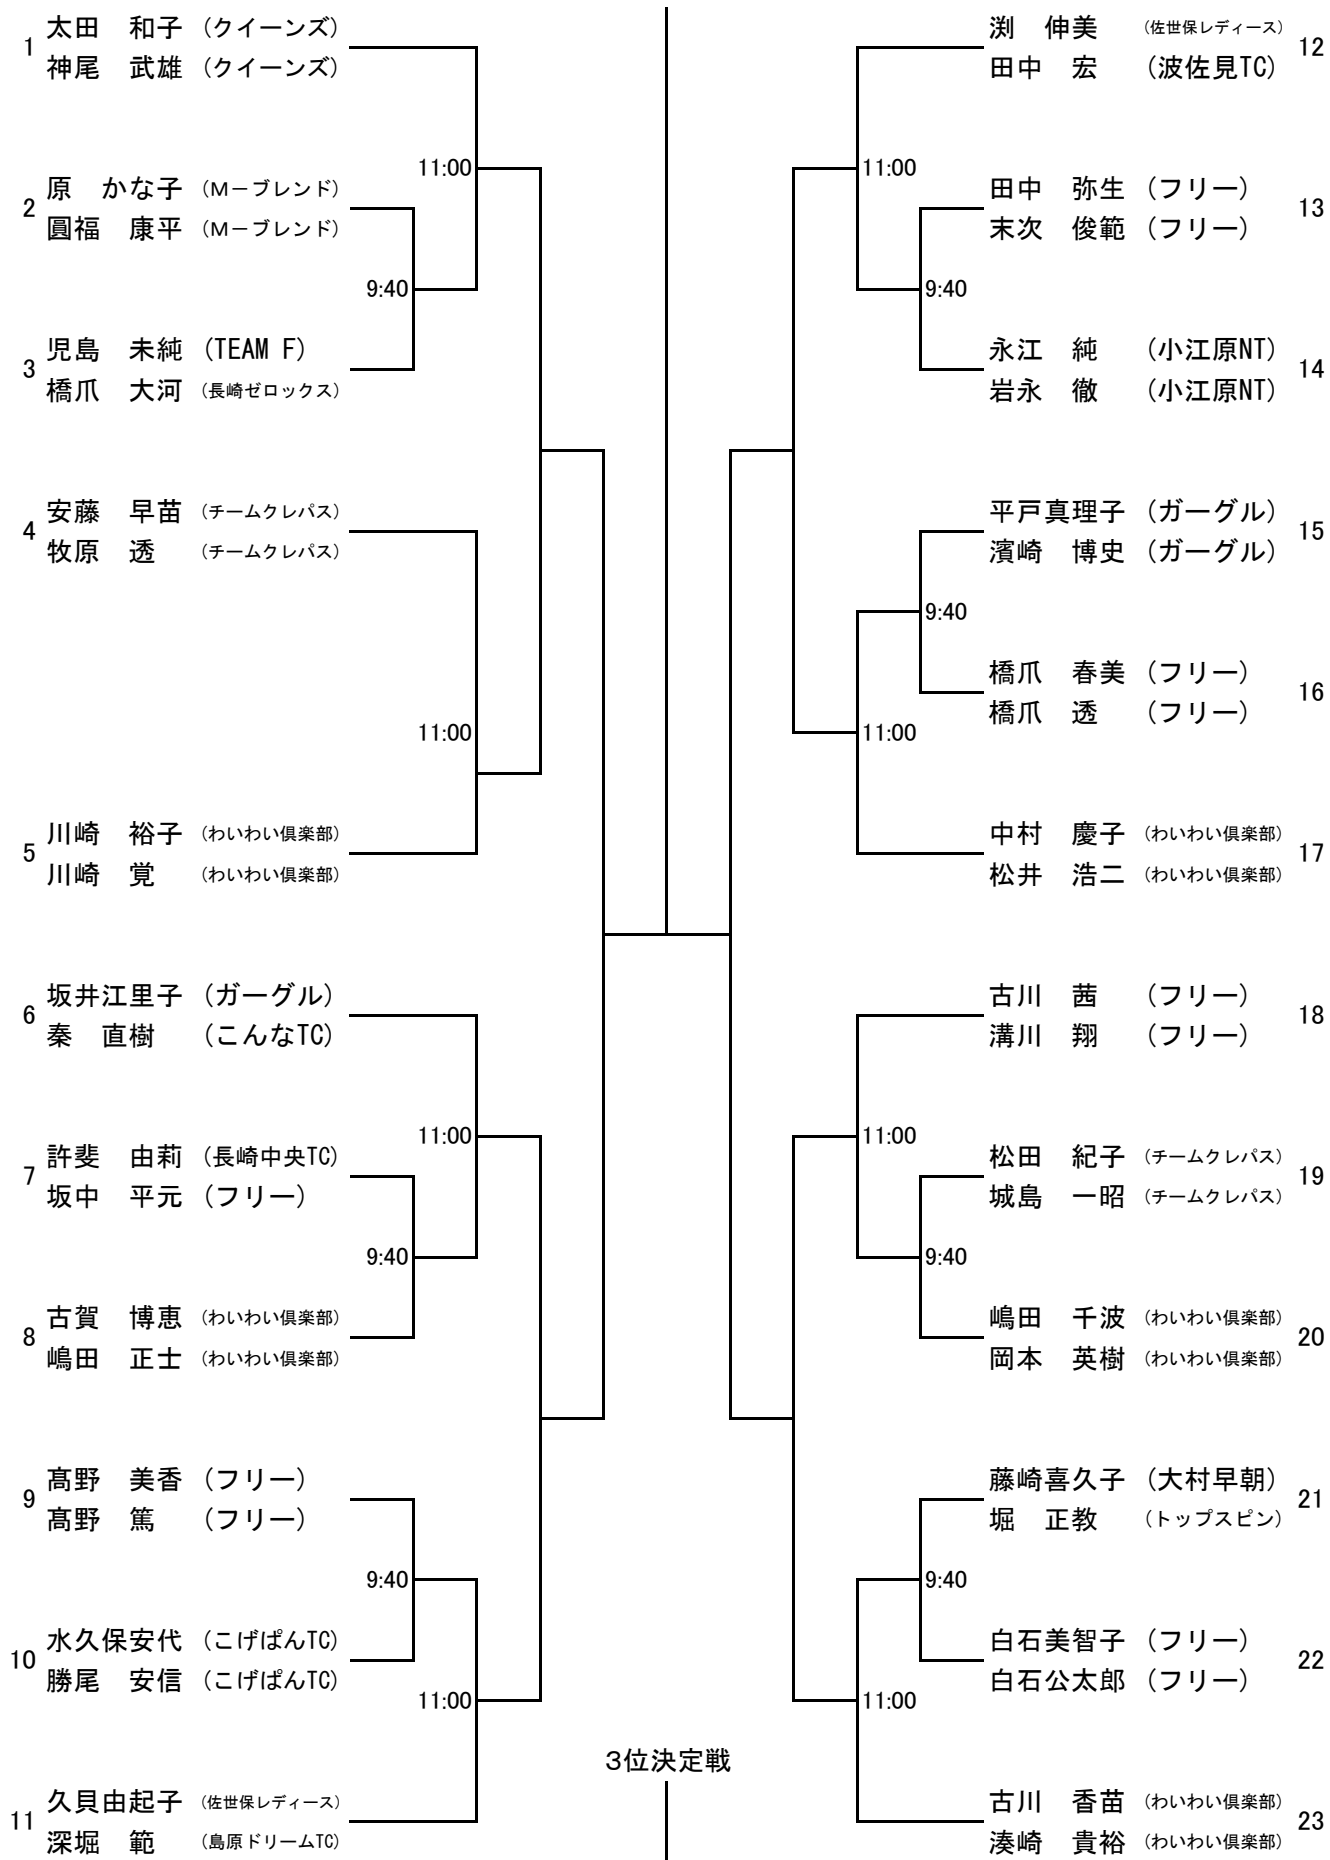 1
太田　和子 (クイーンズ)
神尾　武雄 (クイーンズ)
11:00
2
原　かな子 (M－ブレンド)
圓福　康平 (M－ブレンド)
9:40
3
児島　未純 (TEAM F)
橋爪　大河 (長崎ゼロックス)
4
安藤　早苗 (チームクレパス)
牧原　透 (チームクレパス)
11:00
5
川崎　裕子 (わいわい倶楽部)
川崎　覚 (わいわい倶楽部)
6
坂井江里子 (ガーグル)
秦　直樹 (こんなTC)
11:00
7
許斐　由莉 (長崎中央TC)
坂中　平元 (フリー)
9:40
8
古賀　博恵 (わいわい倶楽部)
嶋田　正士 (わいわい倶楽部)
9
髙野　美香 (フリー)
髙野　篤 (フリー)
9:40
10
水久保安代 (こげぱんTC)
勝尾　安信 (こげぱんTC)
11:00
11
久貝由起子 (佐世保レディース)
深堀　範 (島原ドリームTC)
3位決定戦
渕　伸美 (佐世保レディース)
田中　宏 (波佐見TC)
12
11:00
田中　弥生 (フリー)
末次　俊範 (フリー)
13
9:40
永江　純 (小江原NT)
岩永　徹 (小江原NT)
14
平戸真理子 (ガーグル)
濱崎　博史 (ガーグル)
15
9:40
橋爪　春美 (フリー)
橋爪　透 (フリー)
16
11:00
中村　慶子 (わいわい倶楽部)
松井　浩二 (わいわい倶楽部)
17
古川　茜 (フリー)
溝川　翔 (フリー)
18
11:00
松田　紀子 (チームクレパス)
城島　一昭 (チームクレパス)
19
9:40
嶋田　千波 (わいわい倶楽部)
岡本　英樹 (わいわい倶楽部)
20
藤崎喜久子 (大村早朝)
堀　正教 (トップスピン)
21
9:40
白石美智子 (フリー)
白石公太郎 (フリー)
22
11:00
古川　香苗 (わいわい倶楽部)
湊崎　貴裕 (わいわい倶楽部)
23